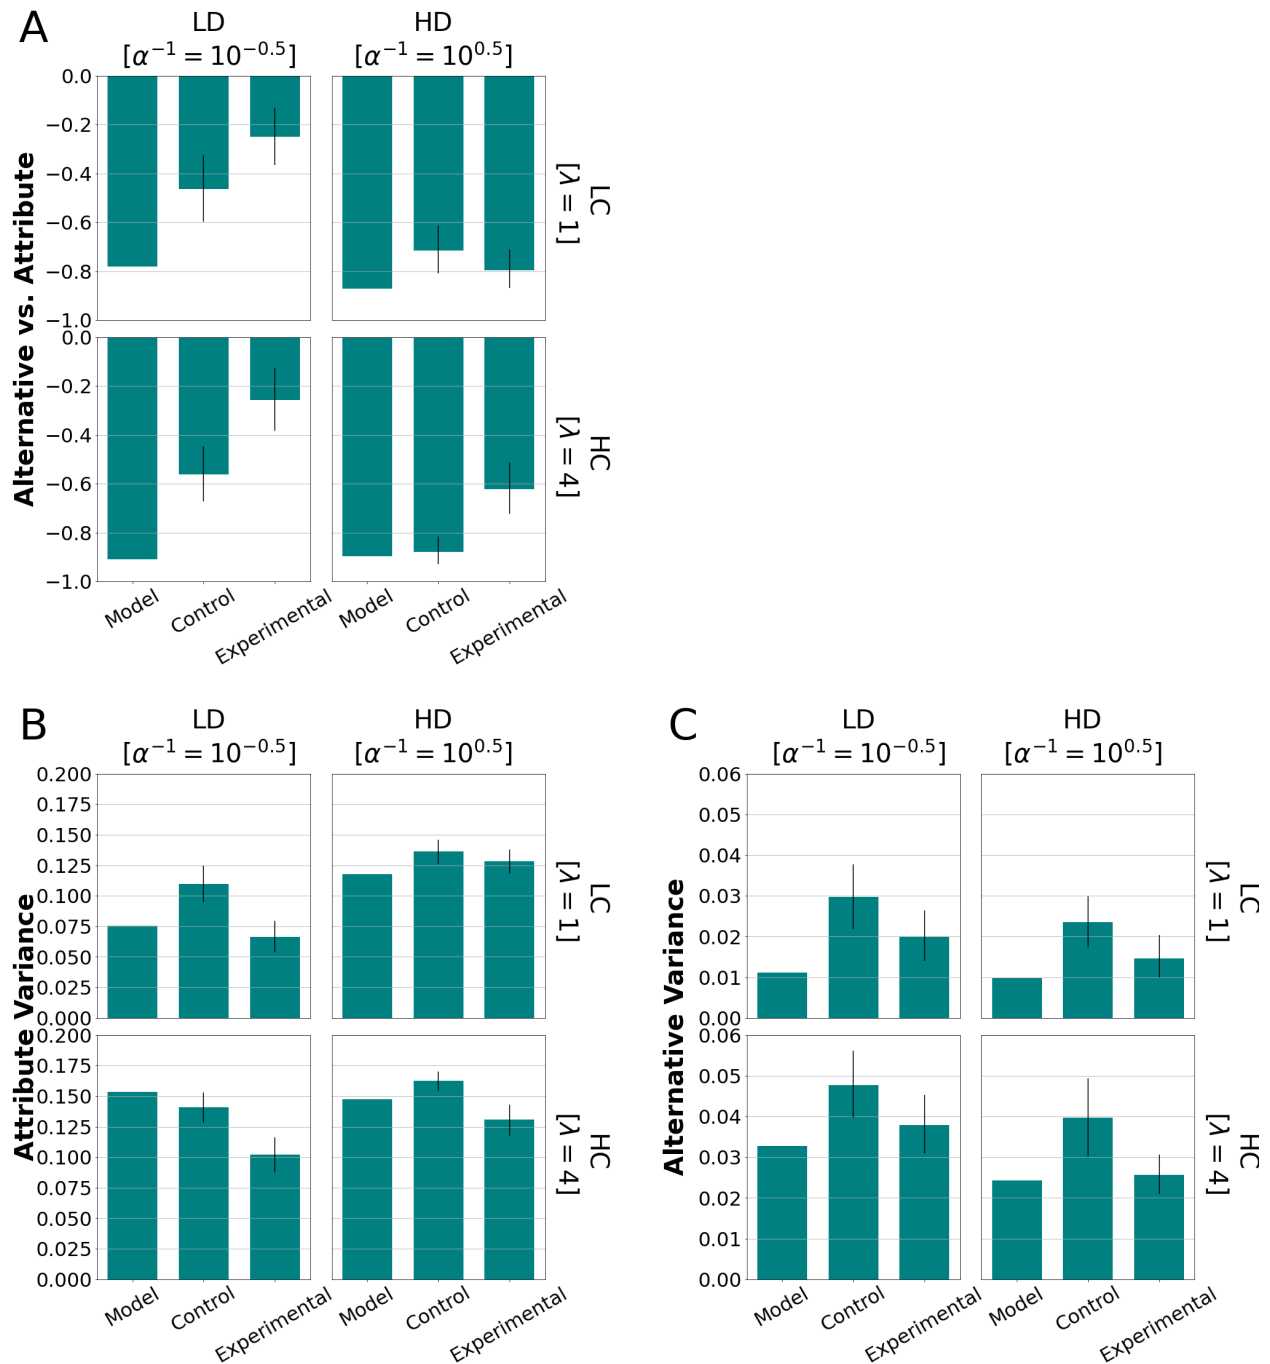 A
LD
[α⁻¹ = 10⁻⁰·⁵]
HD
[α⁻¹ = 10⁰·⁵]
Alternative vs. Attribute
0.0
−0.2
−0.4
−0.6
−0.8
−1.0
LC
[λ = 1]
0.0
−0.2
−0.4
−0.6
−0.8
−1.0
HC
[λ = 4]
Model
Control
Experimental
Model
Control
Experimental
B
LD
[α⁻¹ = 10⁻⁰·⁵]
HD
[α⁻¹ = 10⁰·⁵]
Attribute Variance
0.200
0.175
0.150
0.125
0.100
0.075
0.050
0.025
0.000
LC
[λ = 1]
0.200
0.175
0.150
0.125
0.100
0.075
0.050
0.025
0.000
HC
[λ = 4]
Model
Control
Experimental
Model
Control
Experimental
C
LD
[α⁻¹ = 10⁻⁰·⁵]
HD
[α⁻¹ = 10⁰·⁵]
Alternative Variance
0.06
0.05
0.04
0.03
0.02
0.01
0.00
LC
[λ = 1]
0.06
0.05
0.04
0.03
0.02
0.01
0.00
HC
[λ = 4]
Model
Control
Experimental
Model
Control
Experimental